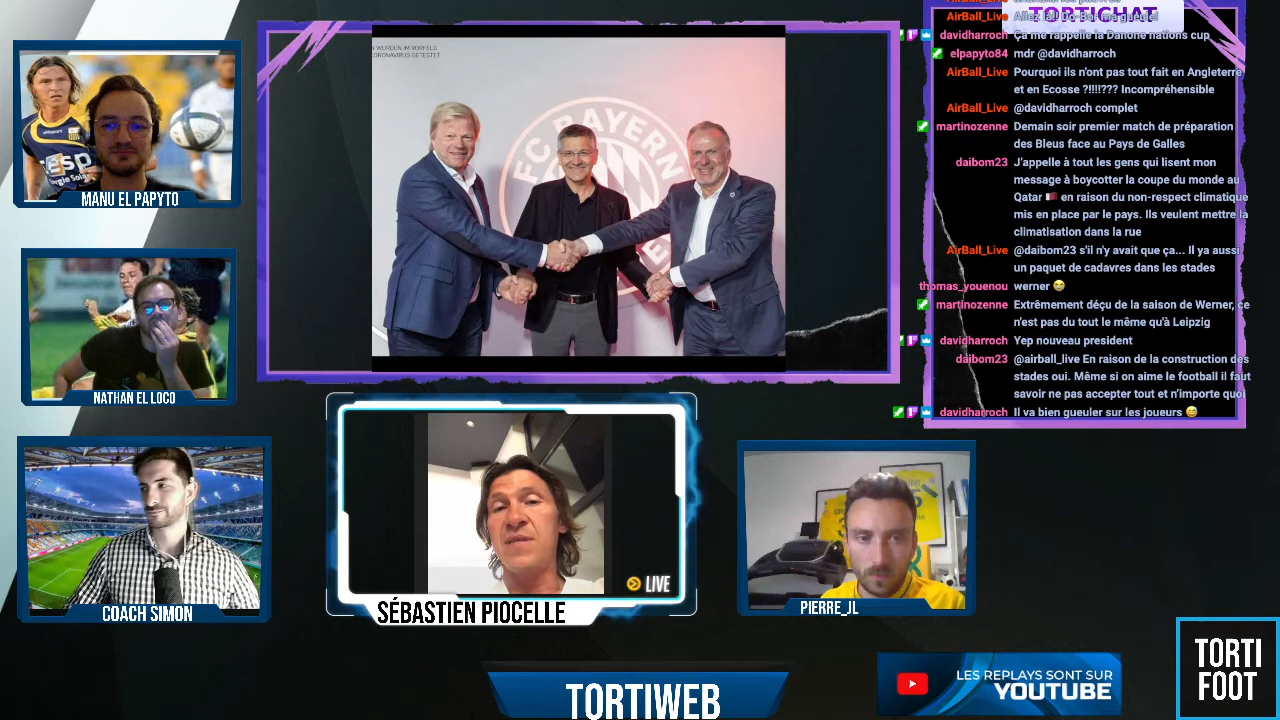 MANU EL PAPYTO
NATHAN EL LOCO
COACH SIMON
N WURDEN IM VORFELD
CORONAVIRUS GETESTET
FC BAYERN
SÉBASTIEN PIOCELLE
LIVE
PIERRE_JL
TORTICHAT
AirBall_Live
davidharroch Ça me rappelle la Danone nations cup
elpapyto84 mdr @davidharroch
AirBall_Live Pourquoi ils n'ont pas tout fait en Angleterre
et en Ecosse ?!!!!??? Incompréhensible
AirBall_Live @davidharroch complet
martinozenne Demain soir premier match de préparation
des Bleus face au Pays de Galles
daibom23 J'appelle à tout les gens qui lisent mon
message à boycotter la coupe du monde au
Qatar 🇶🇦 en raison du non-respect climatique
mis en place par le pays. Ils veulent mettre la
climatisation dans la rue
AirBall_Live @daibom23 s'il n'y avait que ça... Il ya aussi
un paquet de cadavres dans les stades
thomas_youenou werner 😂
martinozenne Extrêmement déçu de la saison de Werner, ce
n'est pas du tout le même qu'à Leipzig
davidharroch Yep nouveau president
daibom23 @airball_live En raison de la construction des
stades oui. Même si on aime le football il faut
savoir ne pas accepter tout et n'importe quoi
davidharroch Il va bien gueuler sur les joueurs 😅
TORTIWEB
LES REPLAYS SONT SUR
YOUTUBE
TORTI
FOOT